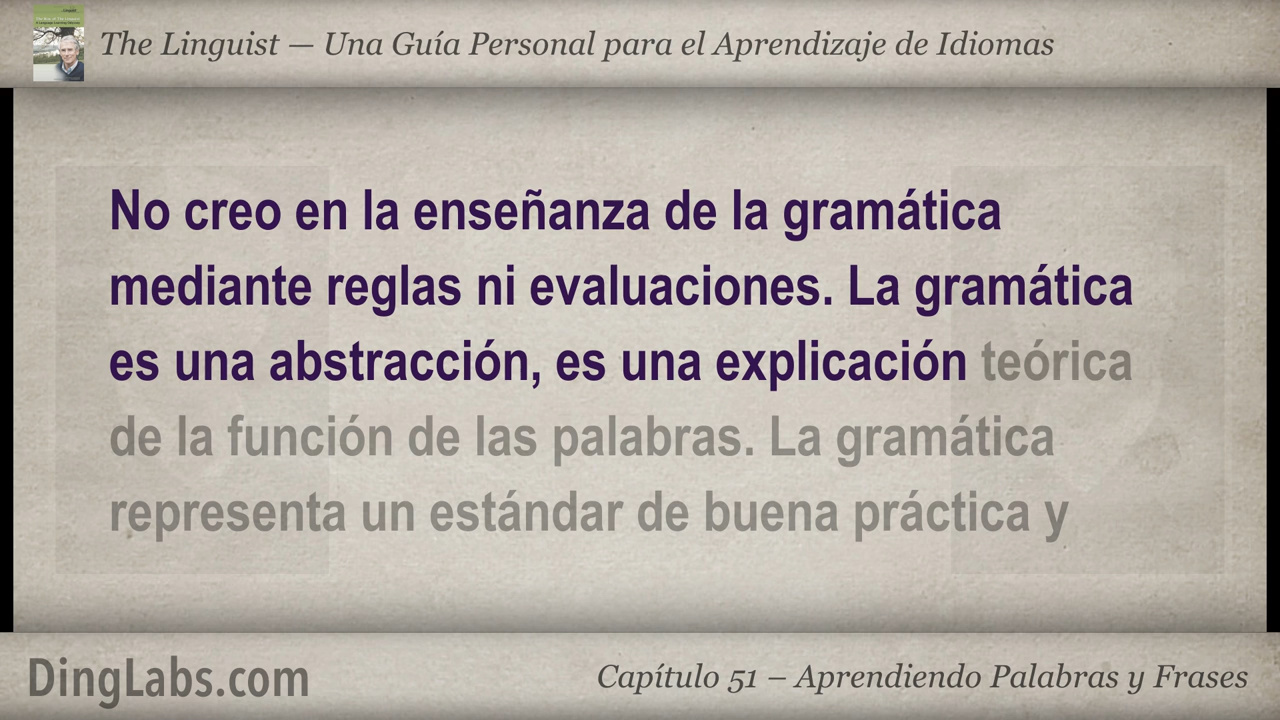 The Linguist — Una Guía Personal para el Aprendizaje de Idiomas
No creo en la enseñanza de la gramática
mediante reglas ni evaluaciones. La gramática
es una abstracción, es una explicación teórica
de la función de las palabras. La gramática
representa un estándar de buena práctica y
DingLabs.com
Capítulo 51 – Aprendiendo Palabras y Frases